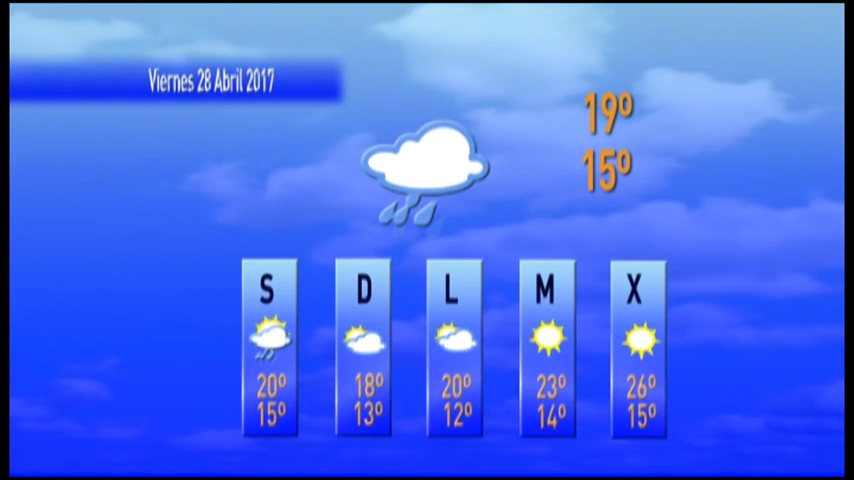 Viernes 28 Abril 2017
19º
15º
S D L M X
20º 18º 20º 23º 26º
15º 13º 12º 14º 15º